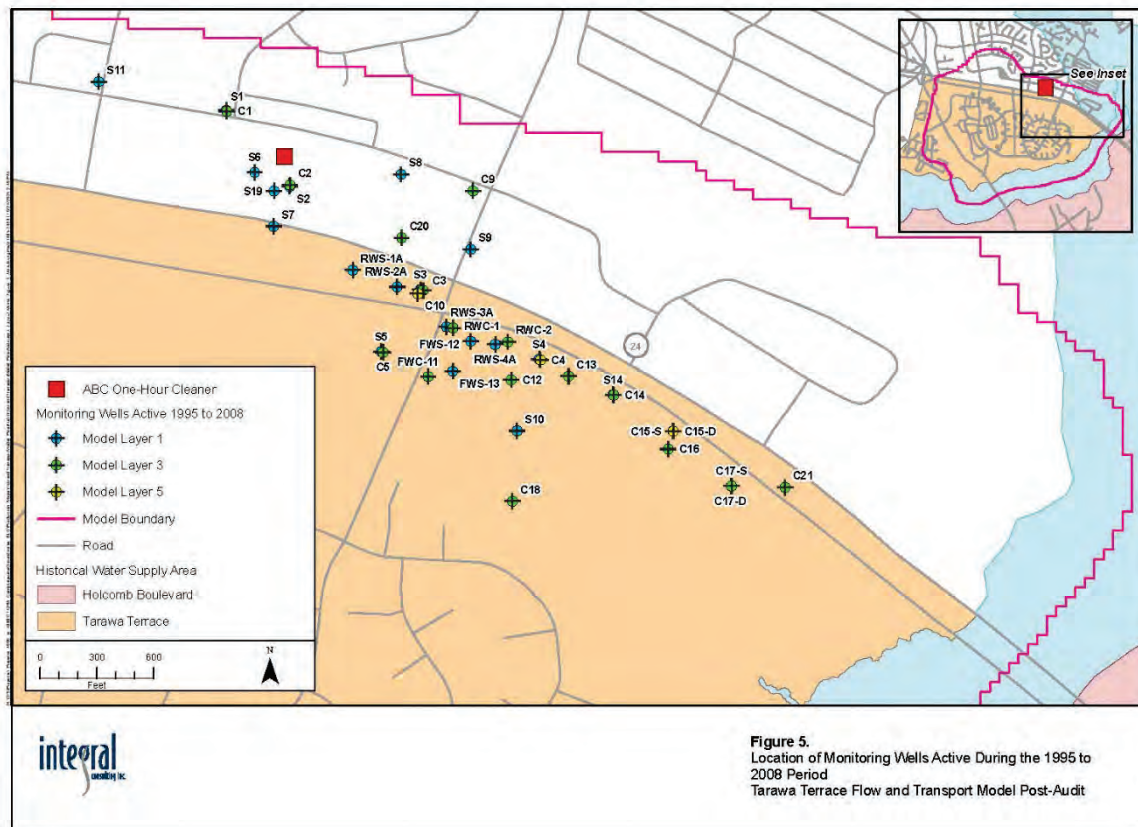 S11
S1
C1
S6
C2
S19
S2
S7
S8
C9
C20
S9
RWS-1A
RWS-2A
S3
C3
C10
RWS-3A
RWC-1
RWC-2
FWS-12
S5
S4
C5
RWS-4A
C4
C13
FWC-11
FWS-13
C12
S14
C14
S10
C15-S
C15-D
C16
C17-S
C21
C17-D
C18
24
See Inset
ABC One-Hour Cleaner
Monitoring Wells Active 1995 to 2008
Model Layer 1
Model Layer 3
Model Layer 5
Model Boundary
Road
Historical Water Supply Area
Holcomb Boulevard
Tarawa Terrace
0 300 600
Feet
N
integral
consulting inc.
Figure 5.
Location of Monitoring Wells Active During the 1995 to
2008 Period
Tarawa Terrace Flow and Transport Model Post-Audit